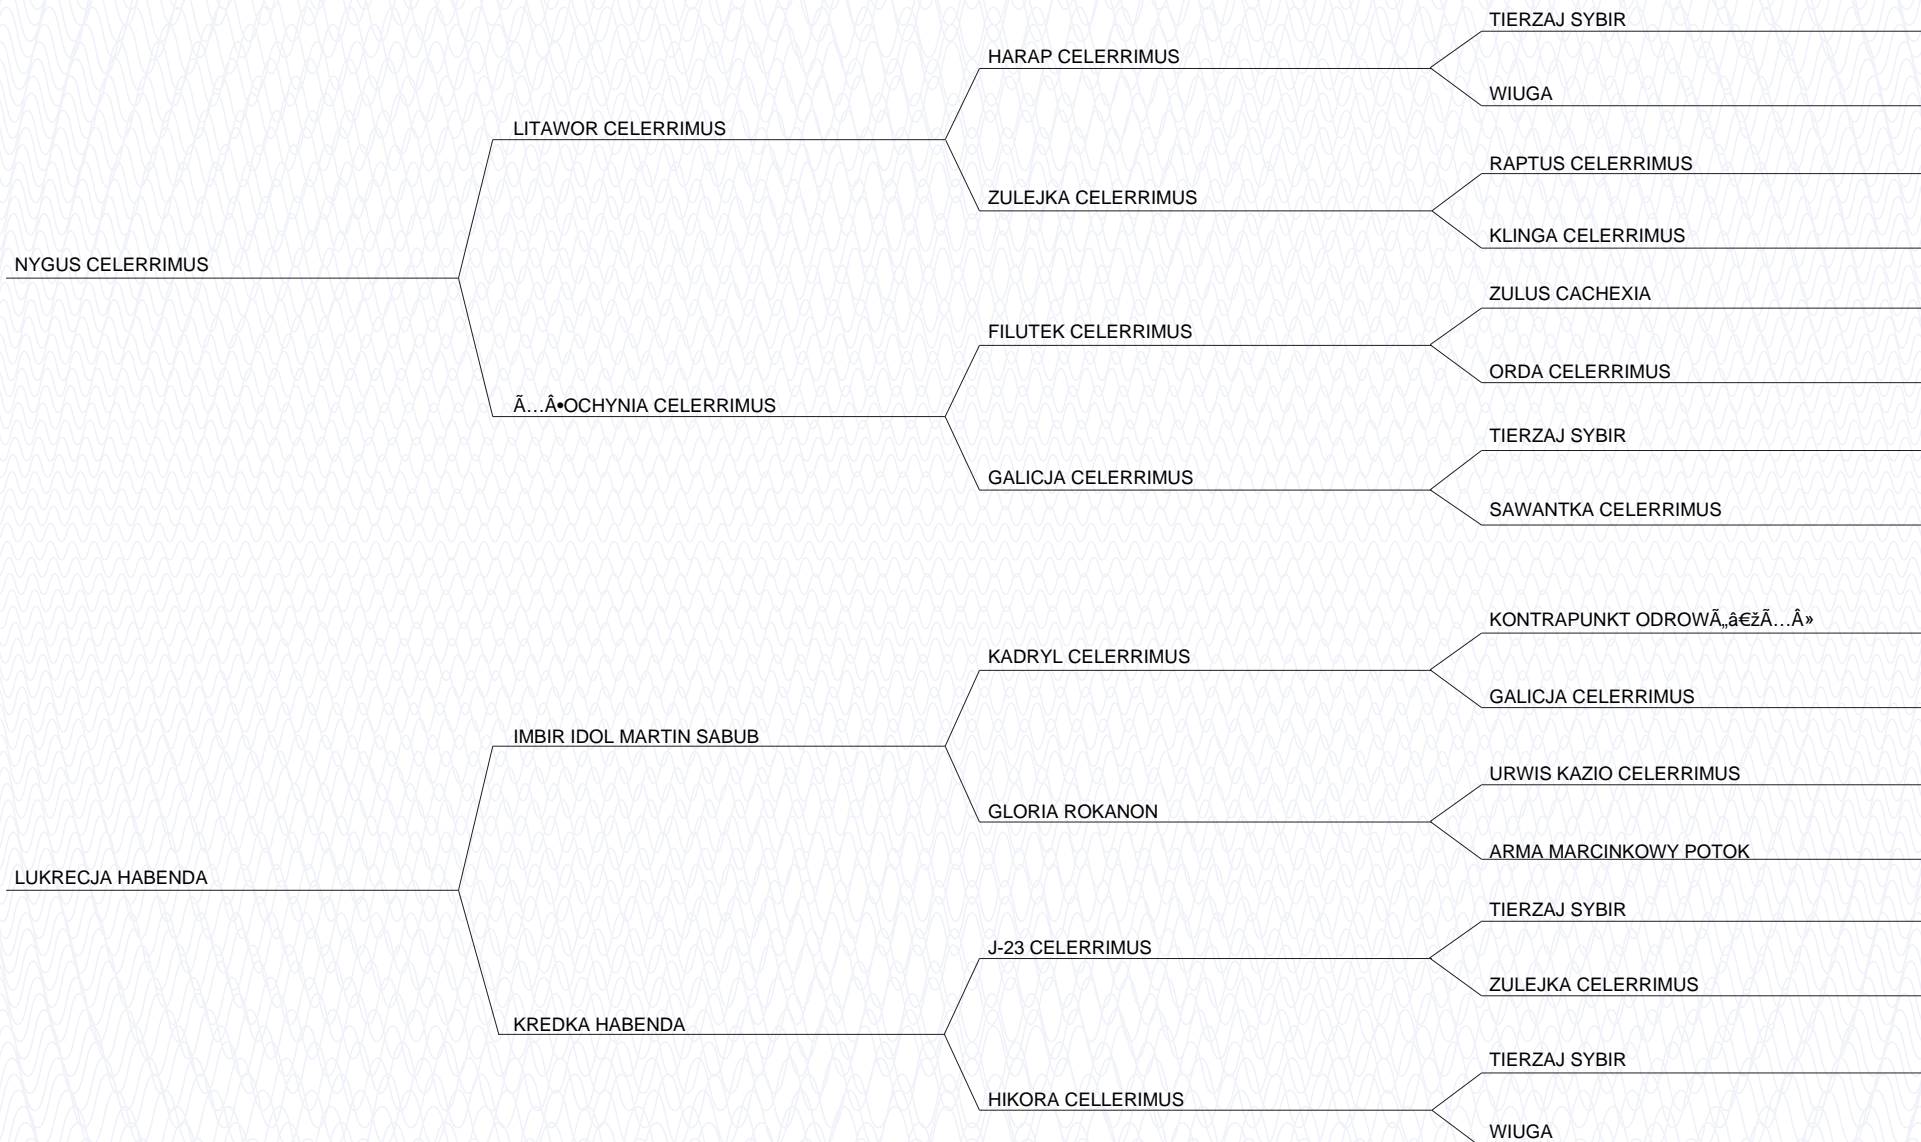 TIERZAJ SYBIR
HARAP CELERRIMUS
WIUGA
LITAWOR CELERRIMUS
RAPTUS CELERRIMUS
ZULEJKA CELERRIMUS
KLINGA CELERRIMUS
NYGUS CELERRIMUS
ZULUS CACHEXIA
FILUTEK CELERRIMUS
ORDA CELERRIMUS
Ã…Â•OCHYNIA CELERRIMUS
TIERZAJ SYBIR
GALICJA CELERRIMUS
SAWANTKA CELERRIMUS
KONTRAPUNKT ODROWÃ„â€žÃ…Â»
KADRYL CELERRIMUS
GALICJA CELERRIMUS
IMBIR IDOL MARTIN SABUB
URWIS KAZIO CELERRIMUS
GLORIA ROKANON
ARMA MARCINKOWY POTOK
LUKRECJA HABENDA
TIERZAJ SYBIR
J-23 CELERRIMUS
ZULEJKA CELERRIMUS
KREDKA HABENDA
TIERZAJ SYBIR
HIKORA CELLERIMUS
WIUGA